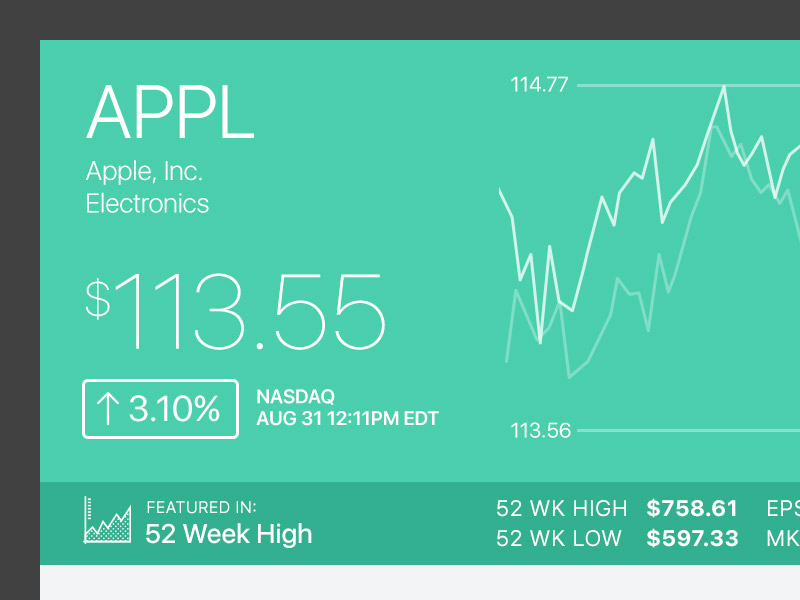 APPL
Apple, Inc.
Electronics
$113.55
↑ 3.10%
NASDAQ
AUG 31 12:11PM EDT
114.77
113.56
FEATURED IN:
52 Week High
52 WK HIGH $758.61 EPS
52 WK LOW $597.33 MK